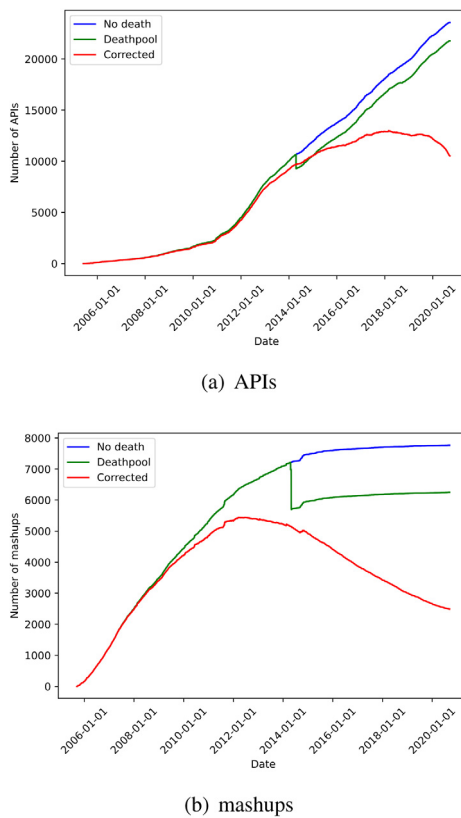 No death
Deathpool
Corrected
Number of APIs
20000
15000
10000
5000
0
2006-01-01
2008-01-01
2010-01-01
2012-01-01
2014-01-01
2016-01-01
2018-01-01
2020-01-01
Date
(a) APIs
No death
Deathpool
Corrected
Number of mashups
8000
7000
6000
5000
4000
3000
2000
1000
0
2006-01-01
2008-01-01
2010-01-01
2012-01-01
2014-01-01
2016-01-01
2018-01-01
2020-01-01
Date
(b) mashups